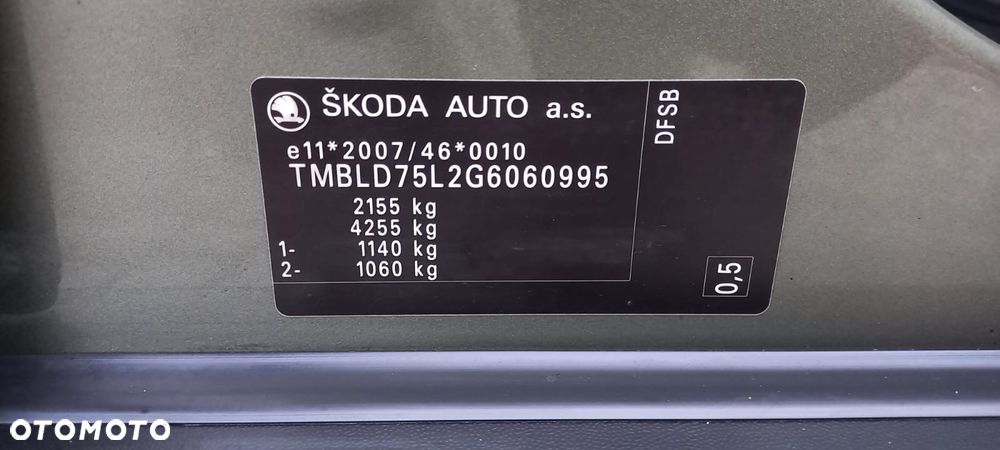 ŠKODA AUTO a.s.
e11*2007/46*0010
TMBLD75L2G6060995
2155 kg
4255 kg
1- 1140 kg
2- 1060 kg
DFSB
0,5
OTOMOTO